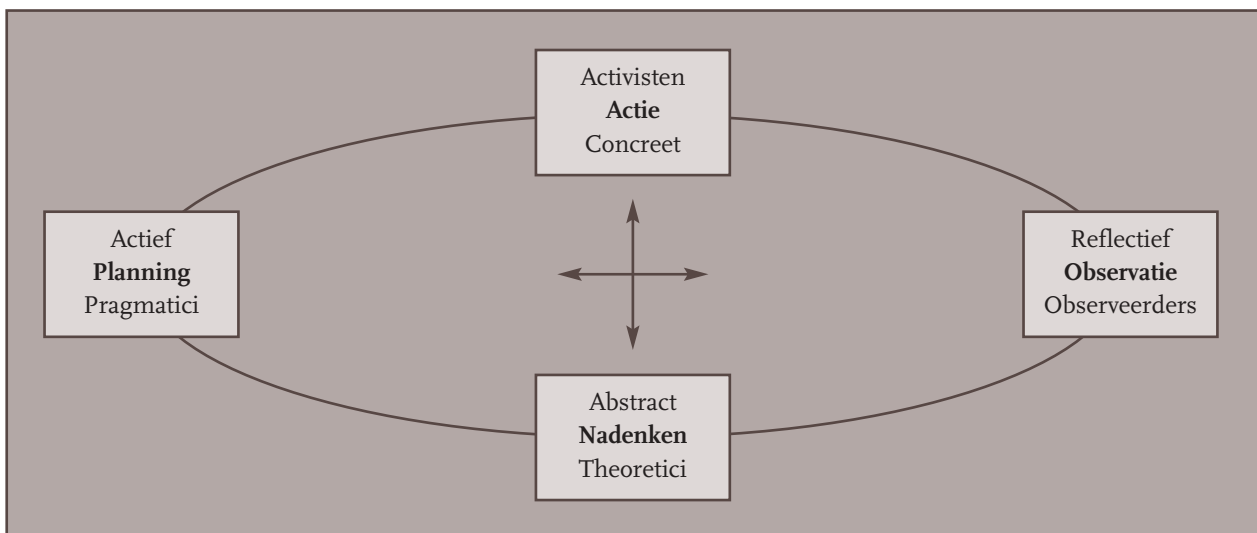 Activisten
Actie
Concreet
Actief
Planning
Pragmatici
Reflectief
Observatie
Observeerders
Abstract
Nadenken
Theoretici